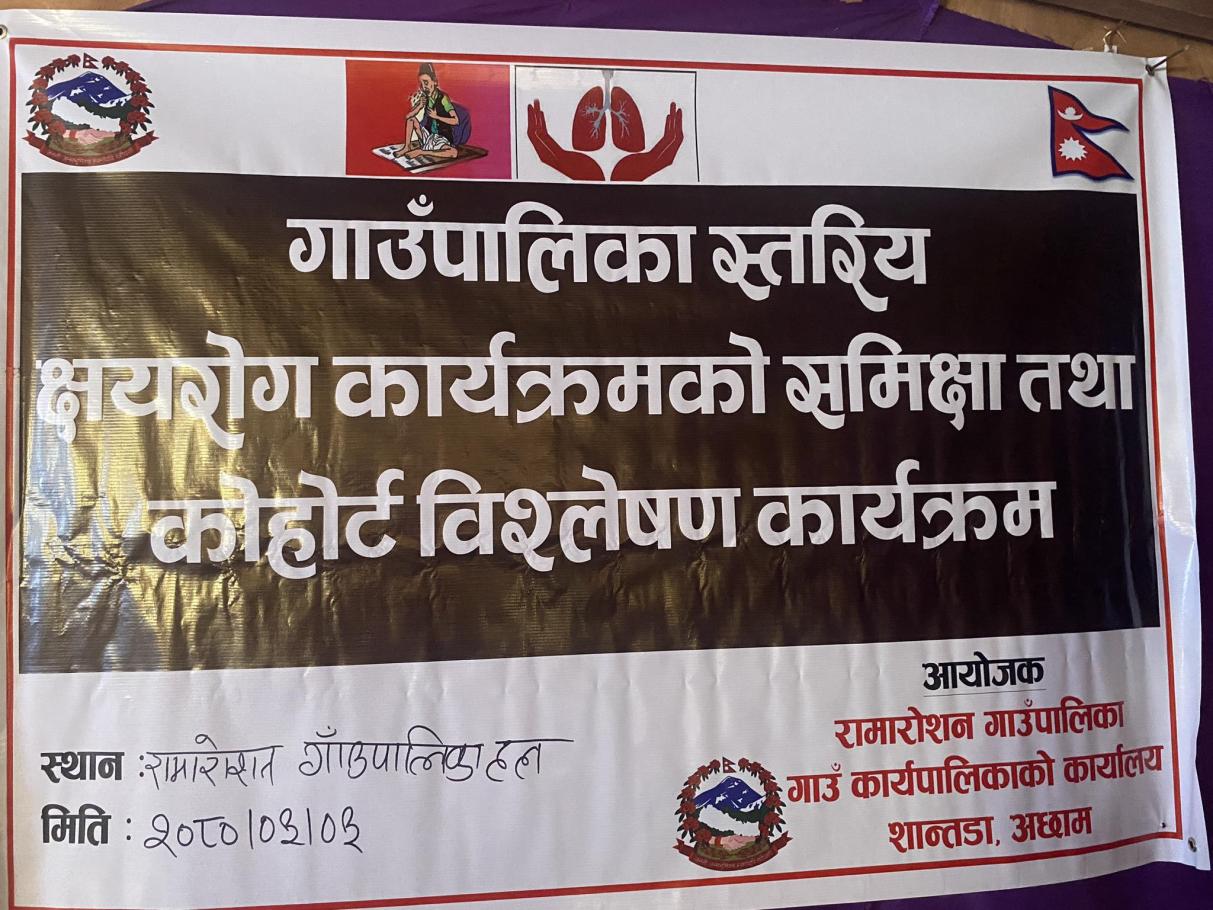 गाउँपालिका स्तरिय
क्षयरोग कार्यक्रमको समिक्षा तथा
कोहोर्ट विश्लेषण कार्यक्रम
आयोजक
रामारोशन गाउँपालिका
गाउँ कार्यपालिकाको कार्यालय
शान्तडा, अछाम
स्थान : रामारोशन गाँउपालिका हल
मिति : २०८०/०३/०३